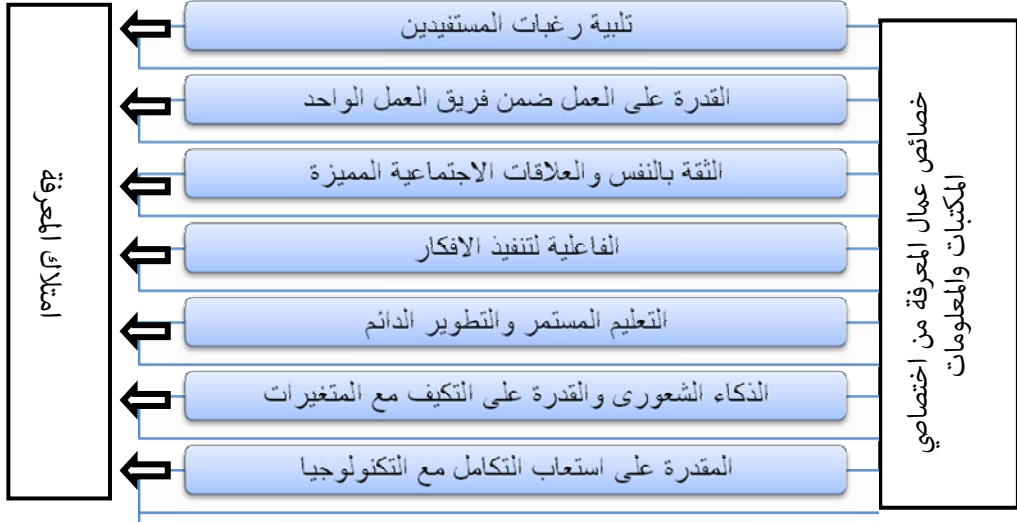 خصائص عمال المعرفة من اختصاصي
المكتبات والمعلومات
تلبية رغبات المستفيدين
القدرة على العمل ضمن فريق العمل الواحد
الثقة بالنفس والعلاقات الاجتماعية المميزة
الفاعلية لتنفيذ الافكار
التعليم المستمر والتطوير الدائم
الذكاء الشعورى والقدرة على التكيف مع المتغيرات
المقدرة على استعاب التكامل مع التكنولوجيا
امتلاك المعرفة